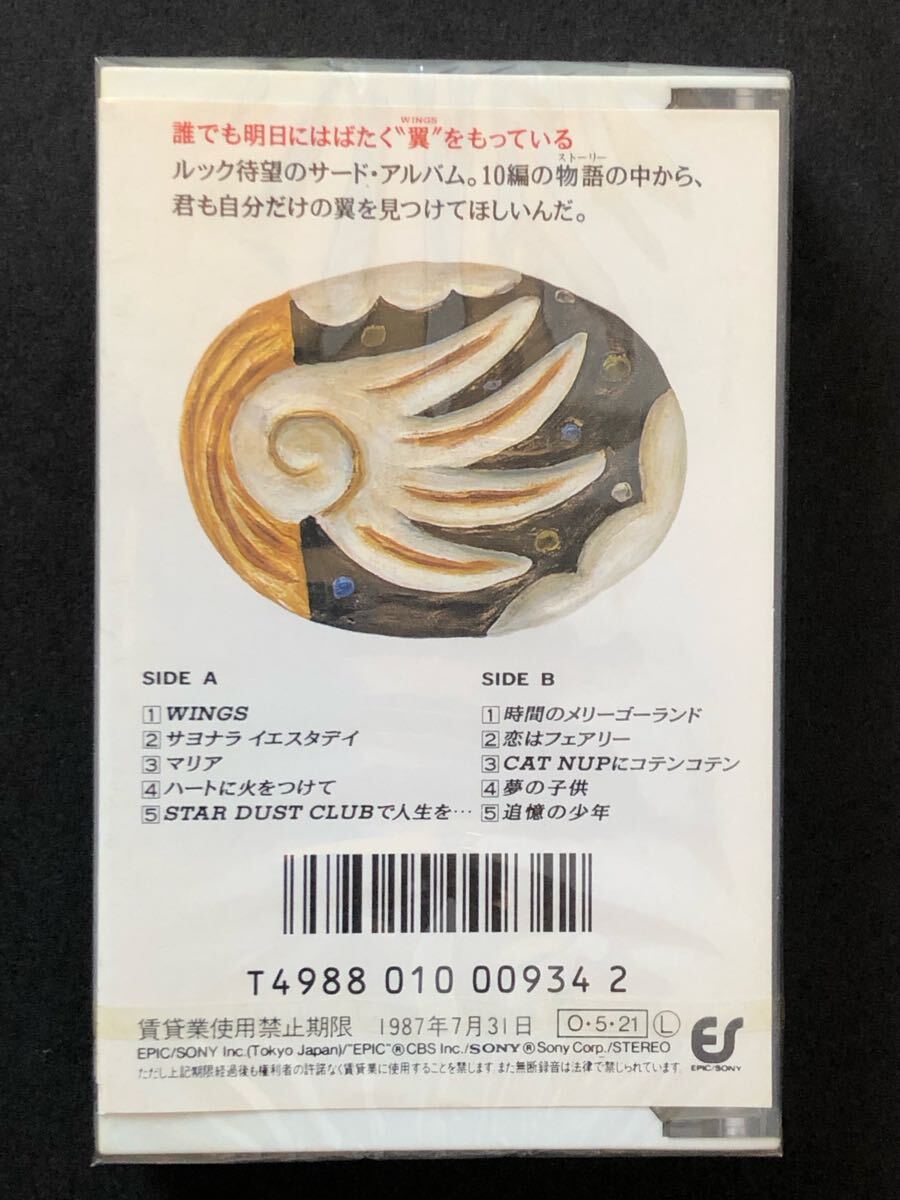 WINGS
誰でも明日にはばたく“翼”をもっている
ストーリー
ルック待望のサード・アルバム。10編の物語の中から、
君も自分だけの翼を見つけてほしいんだ。
SIDE A
1 WINGS
2 サヨナラ イエスタデイ
3 マリア
4 ハートに火をつけて
5 STAR DUST CLUBで人生を…
SIDE B
1 時間のメリーゴーランド
2 恋はフェアリー
3 CAT NUPにコテンコテン
4 夢の子供
5 追憶の少年
T4988 010 00934 2
賃貸業使用禁止期限 1987年7月31日 O・5・21 L
EPIC/SONY Inc.(Tokyo Japan)/"EPIC"® CBS Inc./SONY® Sony Corp./STEREO
ただし上記期限経過後も権利者の許諾なく賃貸業に使用することを禁じます。また無断録音は法律で禁じられています。
ES
EPIC/SONY